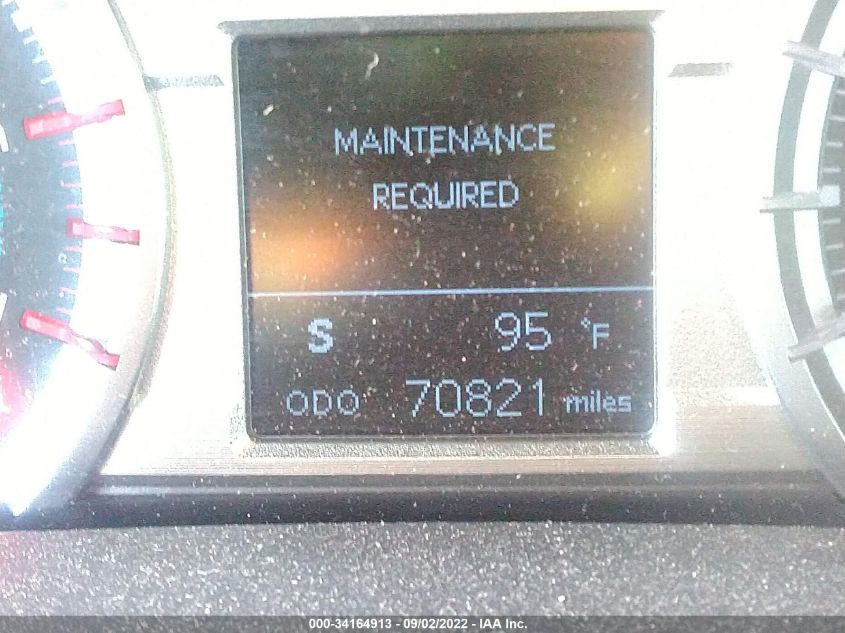 MAINTENANCE
REQUIRED
S 95 °F
ODO 70821 miles
000-34164913 - 09/02/2022 - IAA Inc.